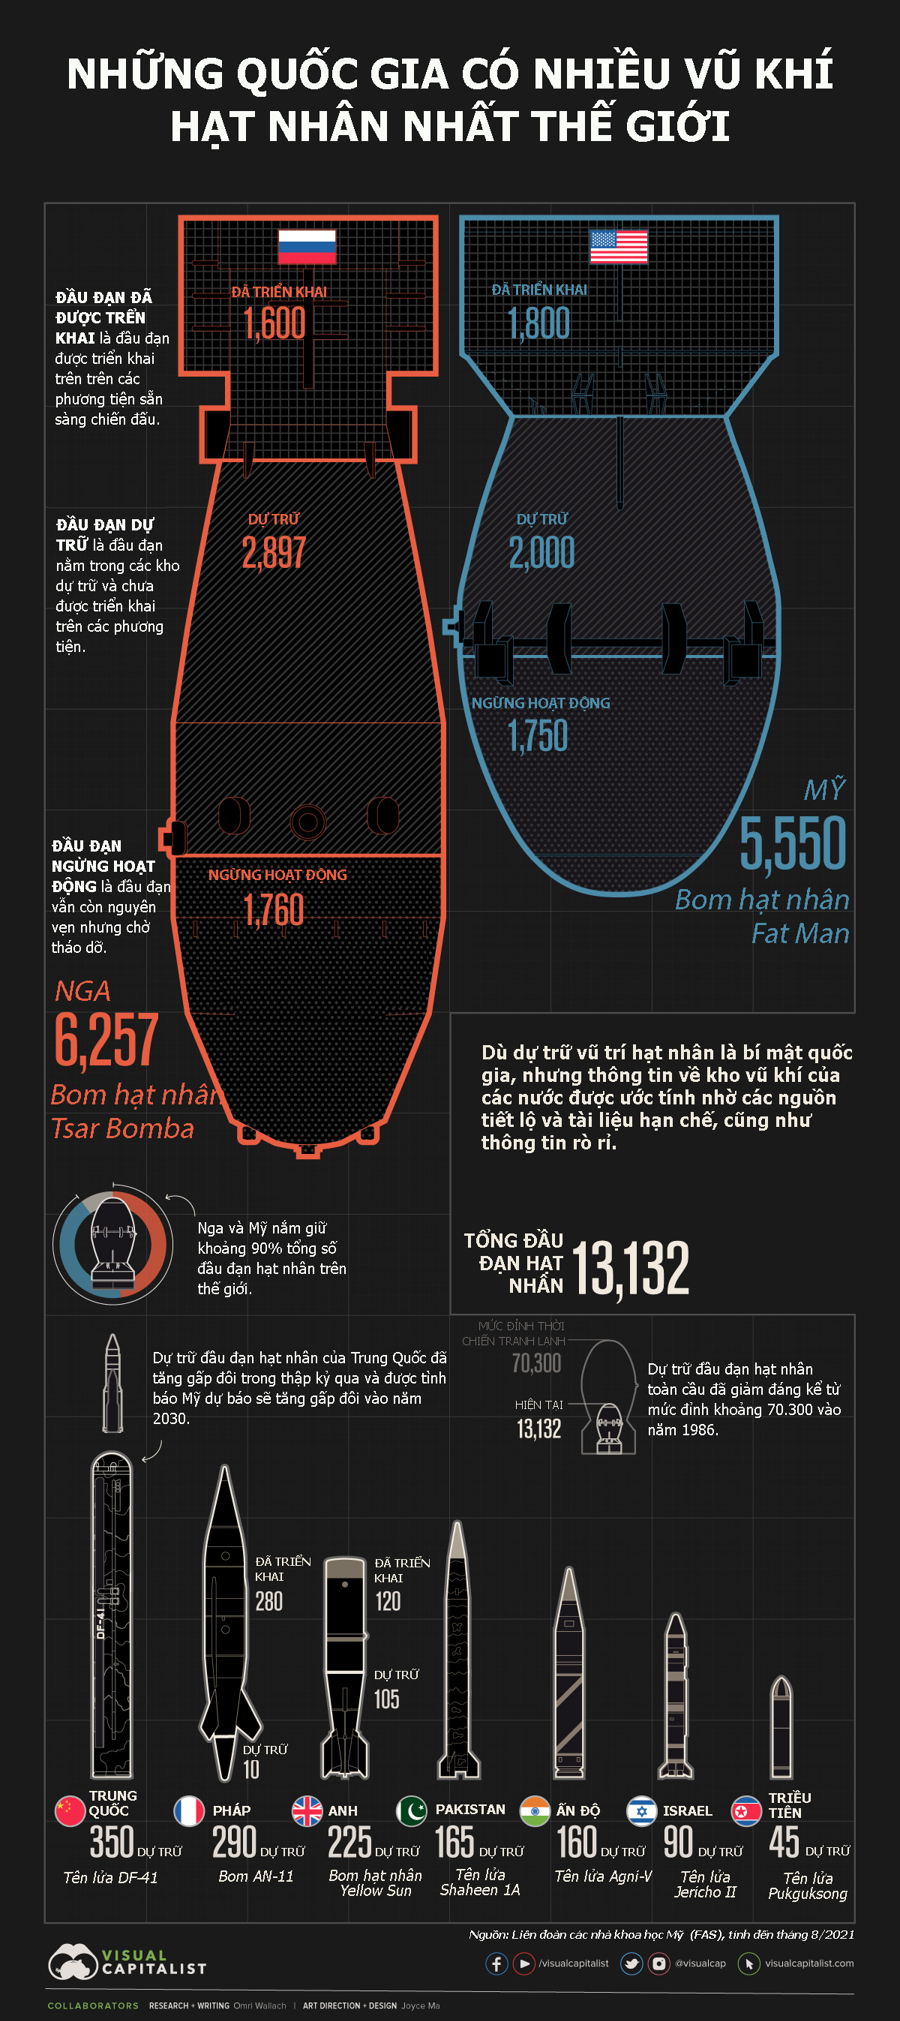 NHỮNG QUỐC GIA CÓ NHIỀU VŨ KHÍ
HẠT NHÂN NHẤT THẾ GIỚI
ĐẦU ĐẠN ĐÃ
ĐƯỢC TRỂN
KHAI là đầu đạn
được triển khai
trên trên các
phương tiện sẵn
sàng chiến đấu.
ĐÃ TRIỂN KHAI
1,600
ĐÃ TRIỂN KHAI
1,800
ĐẦU ĐẠN DỰ
TRỮ là đầu đạn
nằm trong các kho
dự trữ và chưa
được triển khai
trên các phương
tiện.
DỰ TRỮ
2,897
DỰ TRỮ
2,000
NGỪNG HOẠT ĐỘNG
1,750
MỸ
5,550
Bom hạt nhân
Fat Man
ĐẦU ĐẠN
NGỪNG HOẠT
ĐỘNG là đầu đạn
vẫn còn nguyên
vẹn nhưng chờ
tháo dỡ.
NGỪNG HOẠT ĐỘNG
1,760
NGA
6,257
Bom hạt nhân
Tsar Bomba
Dù dự trữ vũ trí hạt nhân là bí mật quốc
gia, nhưng thông tin về kho vũ khí của
các nước được ước tính nhờ các nguồn
tiết lộ và tài liệu hạn chế, cũng như
thông tin rò rỉ.
Nga và Mỹ nắm giữ
khoảng 90% tổng số
đầu đạn hạt nhân trên
thế giới.
TỔNG ĐẦU
ĐẠN HẠT
NHÂN
13,132
Dự trữ đầu đạn hạt nhân của Trung Quốc đã
tăng gấp đôi trong thập kỷ qua và được tình
báo Mỹ dự báo sẽ tăng gấp đôi vào năm
2030.
MỨC ĐỈNH THỜI
CHIẾN TRANH LẠNH
70,300
HIỆN TẠI
13,132
Dự trữ đầu đạn hạt nhân
toàn cầu đã giảm đáng kể từ
mức đỉnh khoảng 70.300 vào
năm 1986.
DF-41
ĐÃ TRIỂN
KHAI
280
DỰ TRỮ
10
ĐÃ TRIỂN
KHAI
120
DỰ TRỮ
105
TRUNG
QUỐC
350 DỰ TRỮ
Tên lửa DF-41
PHÁP
290 DỰ TRỮ
Bom AN-11
ANH
225 DỰ TRỮ
Bom hạt nhân
Yellow Sun
PAKISTAN
165 DỰ TRỮ
Tên lửa
Shaheen 1A
ẤN ĐỘ
160 DỰ TRỮ
Tên lửa Agni-V
ISRAEL
90 DỰ TRỮ
Tên lửa
Jericho II
TRIỀU
TIÊN
45 DỰ TRỮ
Tên lửa
Pukguksong
Nguồn: Liên đoàn các nhà khoa học Mỹ (FAS), tính đến tháng 8/2021
VISUAL
CAPITALIST
/visualcapitalist
@visualcap
visualcapitalist.com
COLLABORATORS RESEARCH + WRITING Omri Wallach | ART DIRECTION + DESIGN Joyce Ma